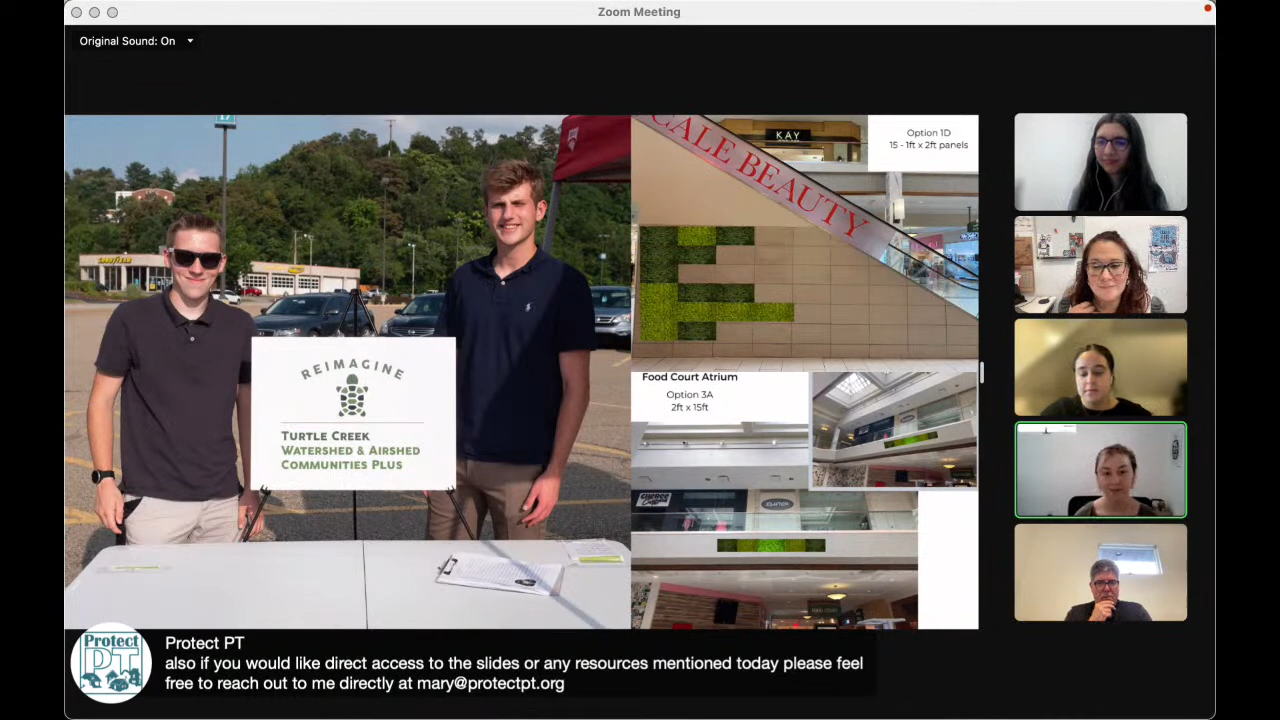 Zoom Meeting
Original Sound: On
17
GOODYEAR
REIMAGINE
TURTLE CREEK
WATERSHED & AIRSHED
COMMUNITIES PLUS
CALE BEAUTY
KAY
Option 1D
15 - 1ft x 2ft panels
Food Court Atrium
Option 3A
2ft x 15ft
FOOD COURT
Protect
PT
Protect PT
also if you would like direct access to the slides or any resources mentioned today please feel
free to reach out to me directly at mary@protectpt.org